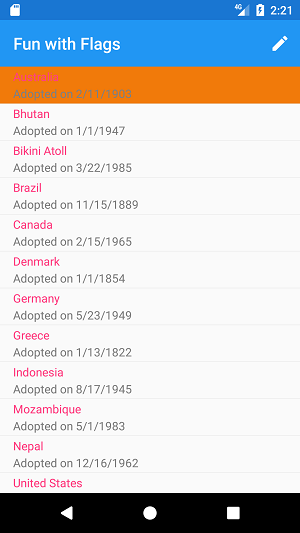 4G 2:21
Fun with Flags
Australia
Adopted on 2/11/1903
Bhutan
Adopted on 1/1/1947
Bikini Atoll
Adopted on 3/22/1985
Brazil
Adopted on 11/15/1889
Canada
Adopted on 2/15/1965
Denmark
Adopted on 1/1/1854
Germany
Adopted on 5/23/1949
Greece
Adopted on 1/13/1822
Indonesia
Adopted on 8/17/1945
Mozambique
Adopted on 5/1/1983
Nepal
Adopted on 12/16/1962
United States